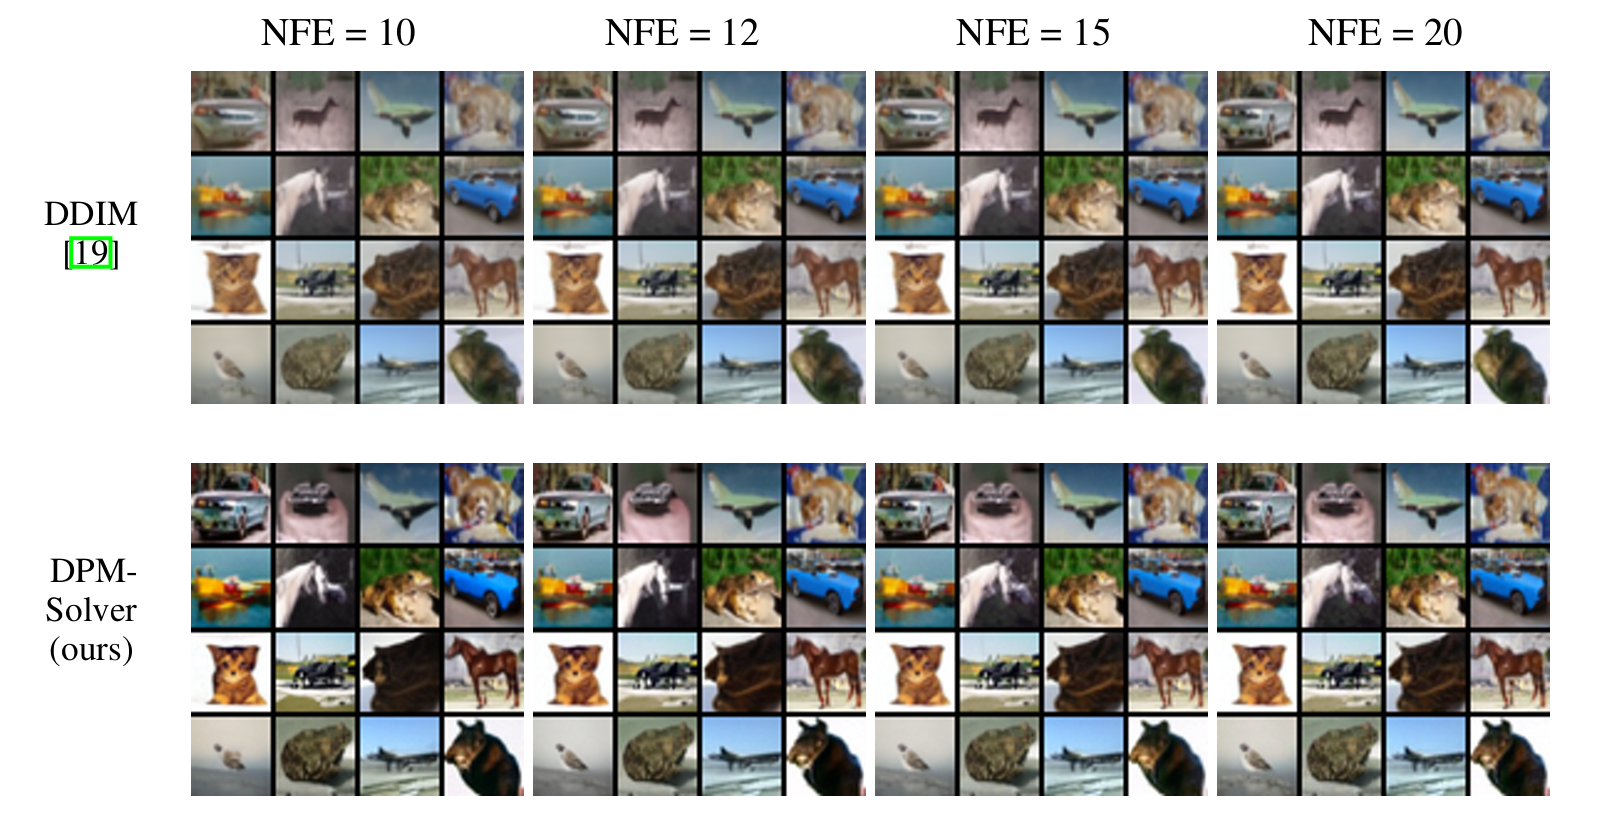 NFE = 10 NFE = 12 NFE = 15 NFE = 20
DDIM
[19]
DPM-
Solver
(ours)